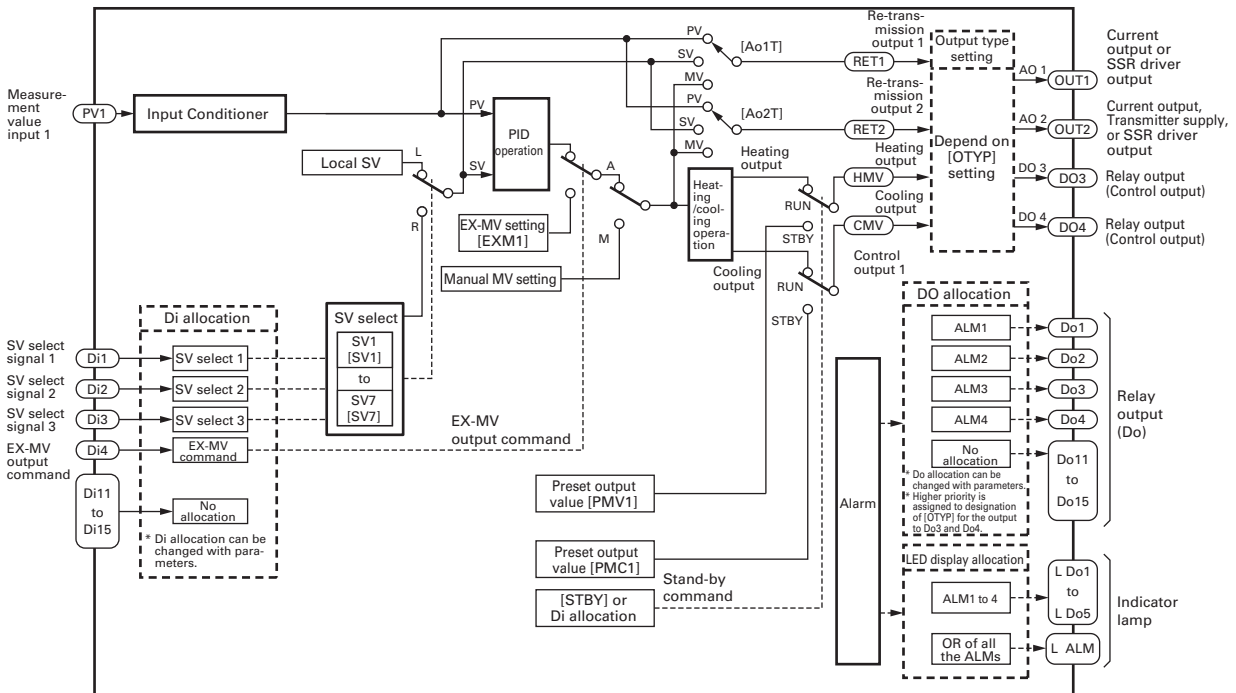 Measure-
ment
value
input 1
PV1
Input Conditioner
PV
SV
PID
operation
Local SV
L
R
A
M
EX-MV setting
[EXM1]
Manual MV setting
PV
SV
MV
[Ao1T]
PV
SV
MV
[Ao2T]
Re-trans-
mission
output 1
RET1
Re-trans-
mission
output 2
RET2
Heating
output
HMV
Cooling
output
CMV
Control
output 1
Heating
output
Heat-
ing
/cool-
ing
opera-
tion
Cooling
output
RUN
STBY
RUN
STBY
Output type
setting
Depend on
[OTYP]
setting
AO 1
OUT1
AO 2
OUT2
DO 3
DO3
DO 4
DO4
Current
output or
SSR driver
output
Current output,
Transmitter supply,
or SSR driver
output
Relay output
(Control output)
Relay output
(Control output)
SV select
signal 1
Di1
SV select
signal 2
Di2
SV select
signal 3
Di3
EX-MV
output
command
Di4
Di11
to
Di15
Di allocation
SV select 1
SV select 2
SV select 3
EX-MV
command
No
allocation
* Di allocation can be
changed with para-
meters.
SV select
SV1
[SV1]
to
SV7
[SV7]
EX-MV
output command
Preset output
value [PMV1]
Preset output
value [PMC1]
[STBY] or
Di allocation
Stand-by
command
Alarm
DO allocation
ALM1
ALM2
ALM3
ALM4
No
allocation
* Do allocation can be
changed with parameters.
* Higher priority is
assigned to designation
of [OTYP] for the output
to Do3 and Do4.
Do1
Do2
Do3
Do4
Do11
to
Do15
Relay
output
(Do)
LED display allocation
ALM1 to 4
OR of all
the ALMs
L Do1
to
L Do5
L ALM
Indicator
lamp